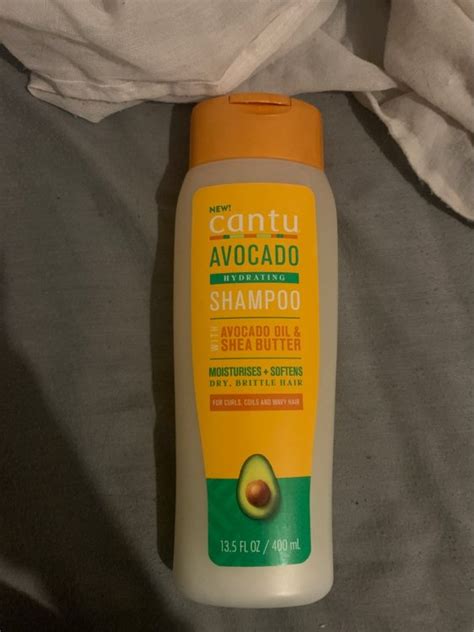 NEW!
cantu
AVOCADO
HYDRATING
SHAMPOO
WITH AVOCADO OIL &
SHEA BUTTER
MOISTURISES + SOFTENS
DRY, BRITTLE HAIR
FOR CURLS, COILS AND WAVY HAIR
13.5 FL OZ / 400 mL